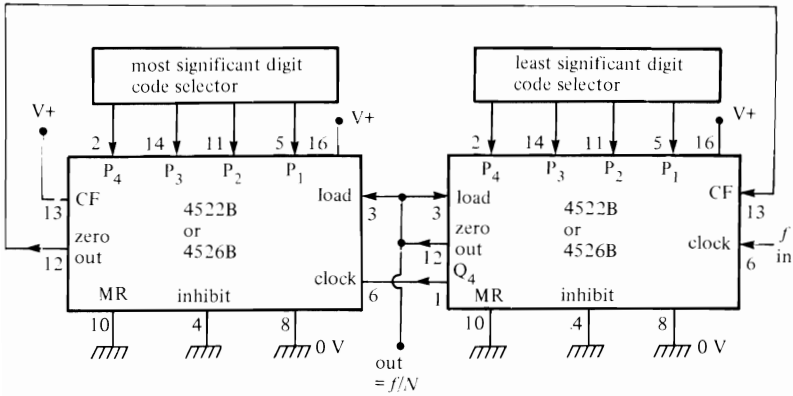 most significant digit
code selector
least significant digit
code selector
V+
V+
V+
2
14
11
5
16
2
14
11
5
16
P4
P3
P2
P1
P4
P3
P2
P1
CF
load
load
CF
13
4522B
or
4526B
3
3
4522B
or
4526B
13
zero
out
12
zero
out
12
clock
f
in
6
clock
6
Q4
1
MR
inhibit
MR
inhibit
10
4
8
10
4
8
0 V
0 V
out
= f/N